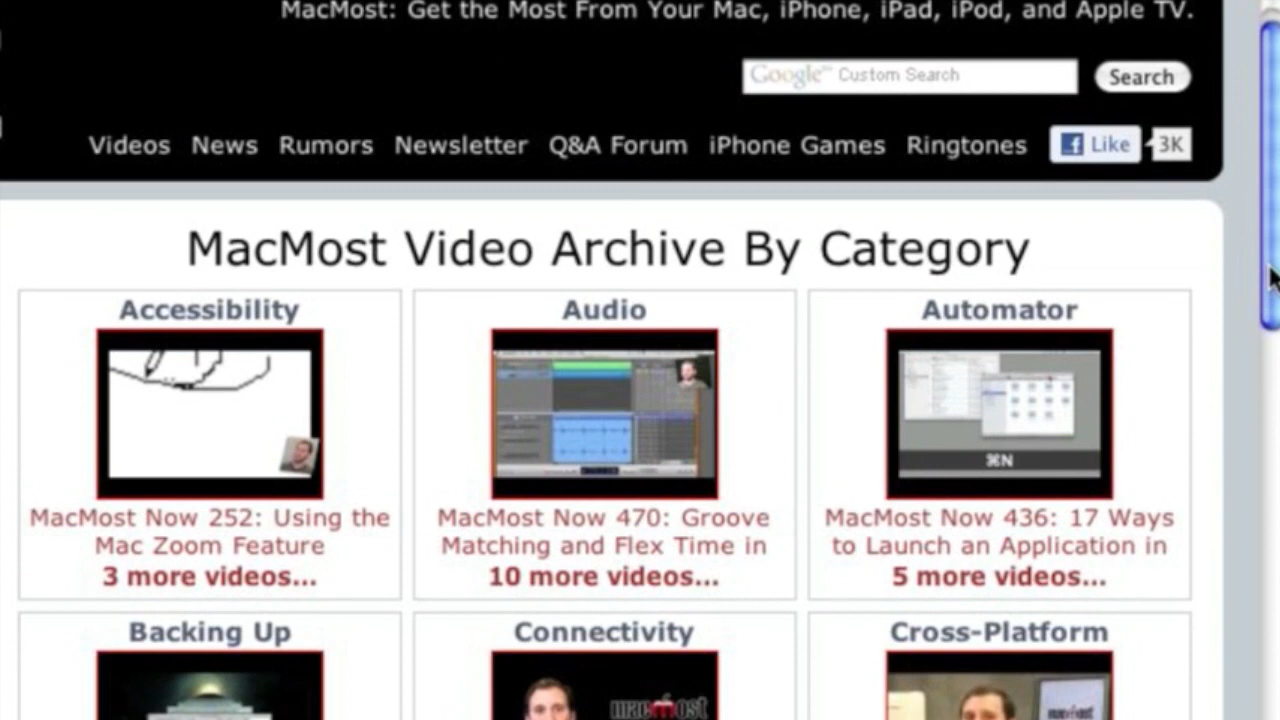 MacMost: Get the Most From Your Mac, iPhone, iPad, iPod, and Apple TV.
Google™ Custom Search
Search
Videos News Rumors Newsletter Q&A Forum iPhone Games Ringtones Like 3K
MacMost Video Archive By Category
Accessibility
MacMost Now 252: Using the
Mac Zoom Feature
3 more videos...
Audio
MacMost Now 470: Groove
Matching and Flex Time in
10 more videos...
Automator
⌘N
MacMost Now 436: 17 Ways
to Launch an Application in
5 more videos...
Backing Up
Connectivity
macmost
Cross-Platform
macmost